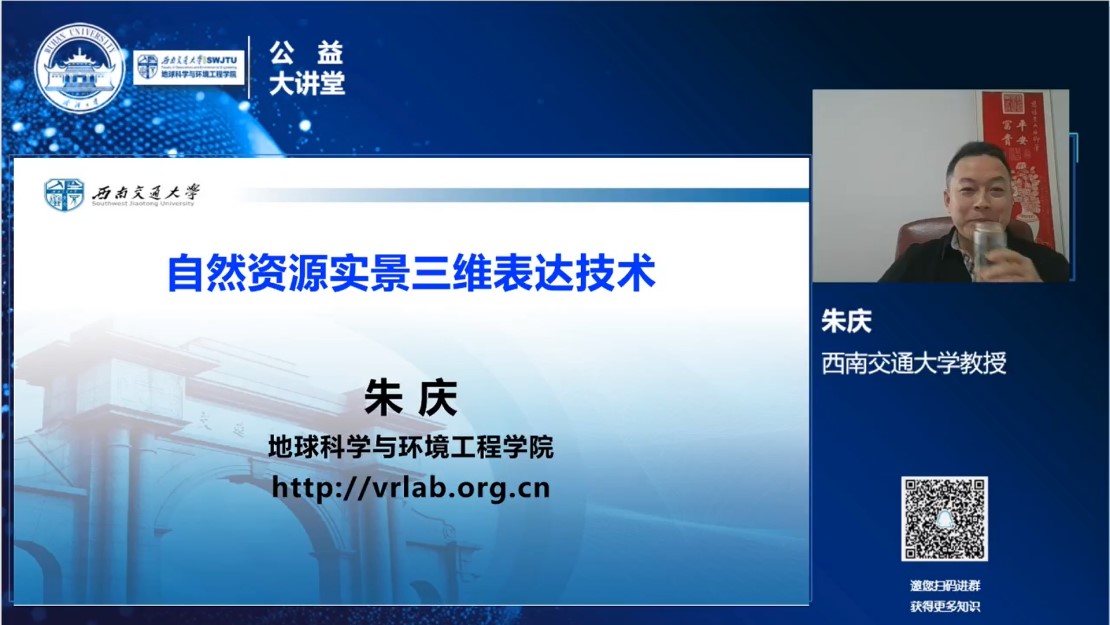 WUHAN UNIVERSITY
西南交通大学 SWJTU
地球科学与环境工程学院
公益
大讲堂
西南交通大学
Southwest Jiaotong University
自然资源实景三维表达技术
朱庆
地球科学与环境工程学院
http://vrlab.org.cn
平安
富贵
朱庆
西南交通大学教授
邀您扫码进群
获得更多知识